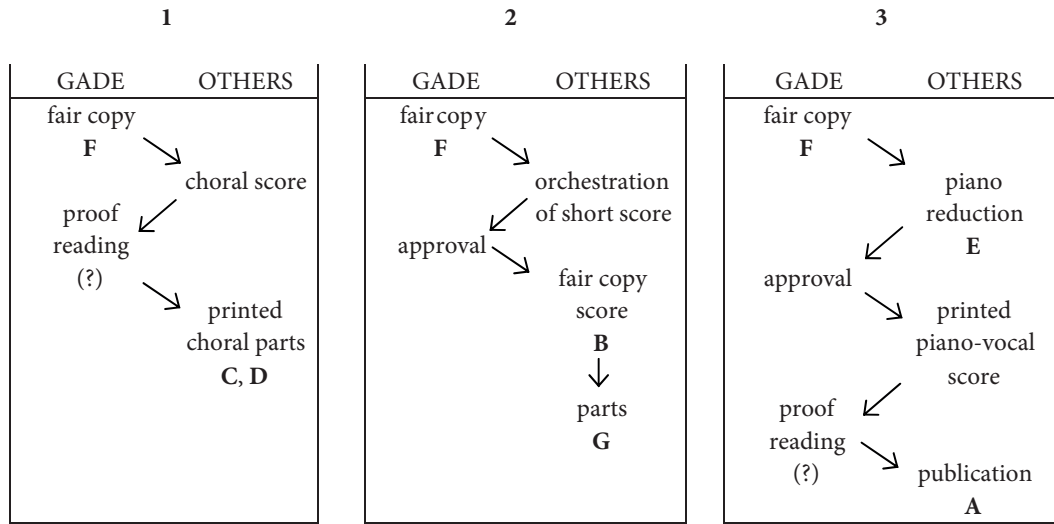 1
GADE OTHERS
fair copy
F
choral score
proof
reading
(?)
printed
choral parts
C, D
2
GADE OTHERS
fair copy
F
orchestration
of short score
approval
fair copy
score
B
parts
G
3
GADE OTHERS
fair copy
F
piano
reduction
E
approval
printed
piano-vocal
score
proof
reading
(?)
publication
A